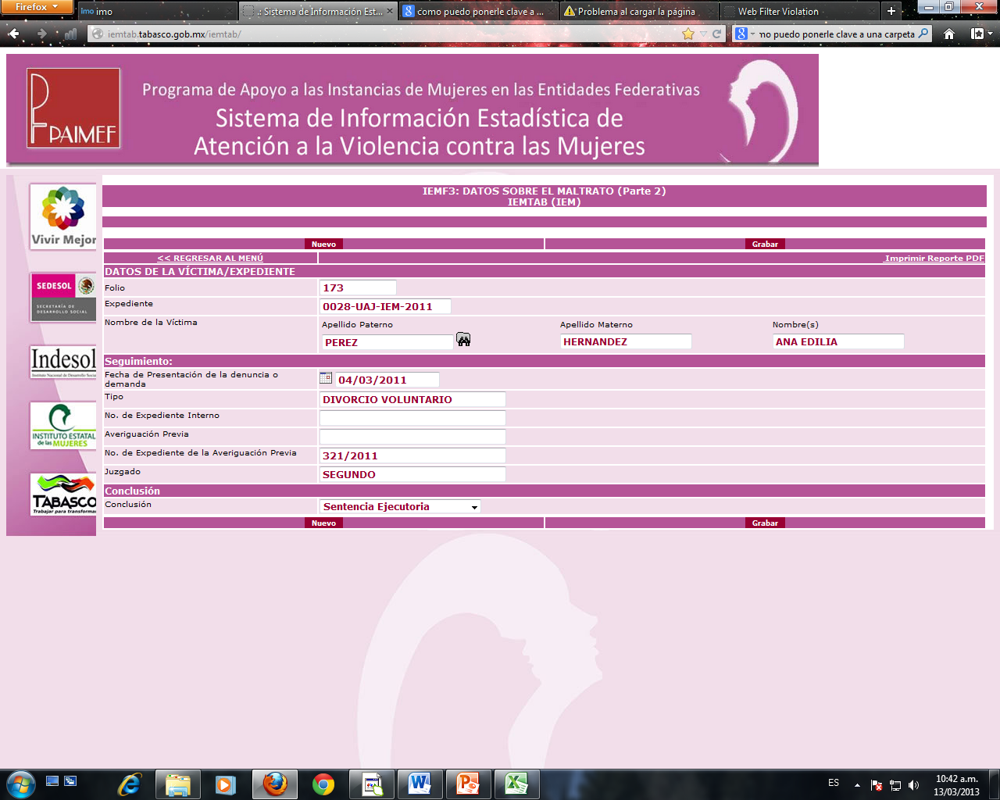 Firefox
imo imo
.: Sistema de Información Est...
como puedo ponerle clave a ...
Problema al cargar la página
Web Filter Violation
iemtab.tabasco.gob.mx/iemtab/
mo puedo ponerle clave a una carpeta
PAIMEF
Programa de Apoyo a las Instancias de Mujeres en las Entidades Federativas
Sistema de Información Estadística de
Atención a la Violencia contra las Mujeres
Vivir Mejor
SEDESOL
SECRETARÍA DE
DESARROLLO SOCIAL
Indesol
Instituto Nacional de Desarrollo Social
INSTITUTO ESTATAL
de las MUJERES
TABASCO
Trabajar para transformar
IEMF3: DATOS SOBRE EL MALTRATO (Parte 2)
IEMTAB (IEM)
Nuevo Grabar
<< REGRESAR AL MENÚ Imprimir Reporte PDF
DATOS DE LA VÍCTIMA/EXPEDIENTE
Folio 173
Expediente 0028-UAJ-IEM-2011
Nombre de la Víctima Apellido Paterno Apellido Materno Nombre(s)
PEREZ HERNANDEZ ANA EDILIA
Seguimiento:
Fecha de Presentación de la denuncia o
demanda 04/03/2011
Tipo DIVORCIO VOLUNTARIO
No. de Expediente Interno
Averiguación Previa
No. de Expediente de la Averiguación Previa 321/2011
Juzgado SEGUNDO
Conclusión
Conclusión Sentencia Ejecutoria
Nuevo Grabar
ES
10:42 a.m.
13/03/2013